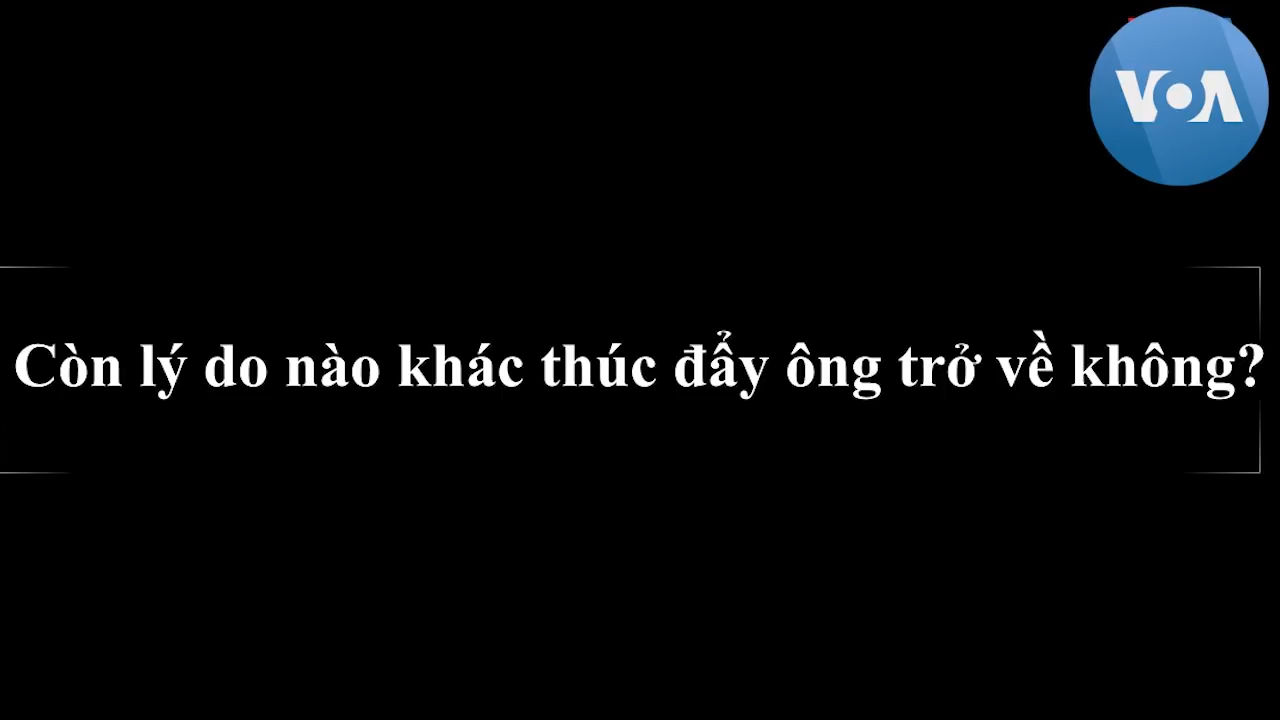 VOA
Còn lý do nào khác thúc đẩy ông trở về không?